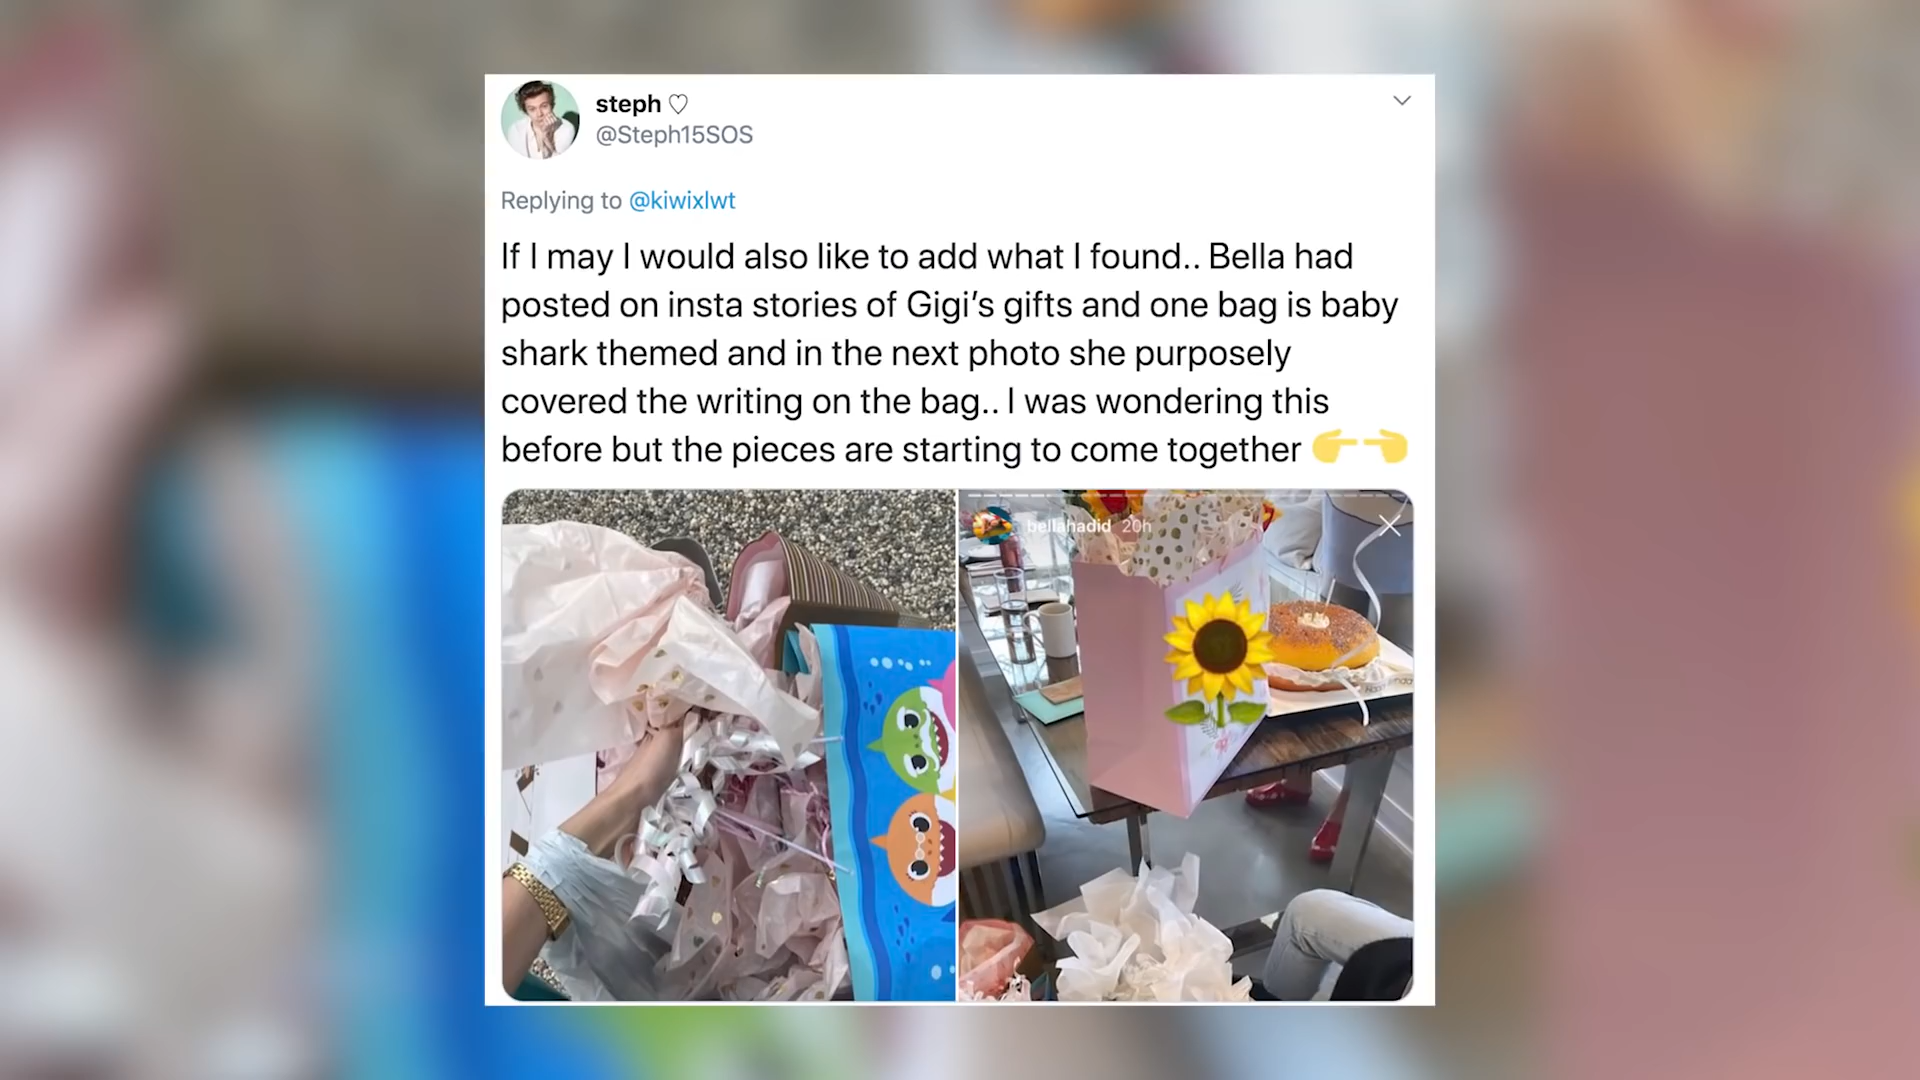 steph ♡
@Steph15SOS
Replying to @kiwixlwt
If I may I would also like to add what I found.. Bella had
posted on insta stories of Gigi’s gifts and one bag is baby
shark themed and in the next photo she purposely
covered the writing on the bag.. I was wondering this
before but the pieces are starting to come together 👉👈
bellahadid 20h